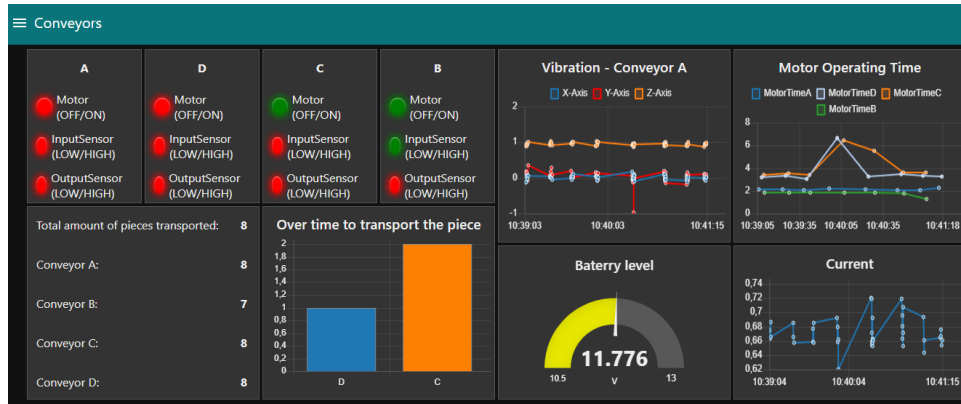 Conveyors
A
Motor
(OFF/ON)
InputSensor
(LOW/HIGH)
OutputSensor
(LOW/HIGH)
D
Motor
(OFF/ON)
InputSensor
(LOW/HIGH)
OutputSensor
(LOW/HIGH)
C
Motor
(OFF/ON)
InputSensor
(LOW/HIGH)
OutputSensor
(LOW/HIGH)
B
Motor
(OFF/ON)
InputSensor
(LOW/HIGH)
OutputSensor
(LOW/HIGH)
Vibration - Conveyor A
X-Axis Y-Axis Z-Axis
2
1
0
-1
10:39:03 10:40:03 10:41:15
Motor Operating Time
MotorTimeA MotorTimeD MotorTimeC
MotorTimeB
8
6
4
2
0
10:39:05 10:39:35 10:40:05 10:40:35 10:41:18
Total amount of pieces transported: 8
Conveyor A: 8
Conveyor B: 7
Conveyor C: 8
Conveyor D: 8
Over time to transport the piece
2
1,8
1,6
1,4
1,2
1
0,8
0,6
0,4
0,2
0
D C
Baterry level
11.776
10.5 V 13
Current
0,74
0,72
0,7
0,68
0,66
0,64
0,62
10:39:04 10:40:04 10:41:15